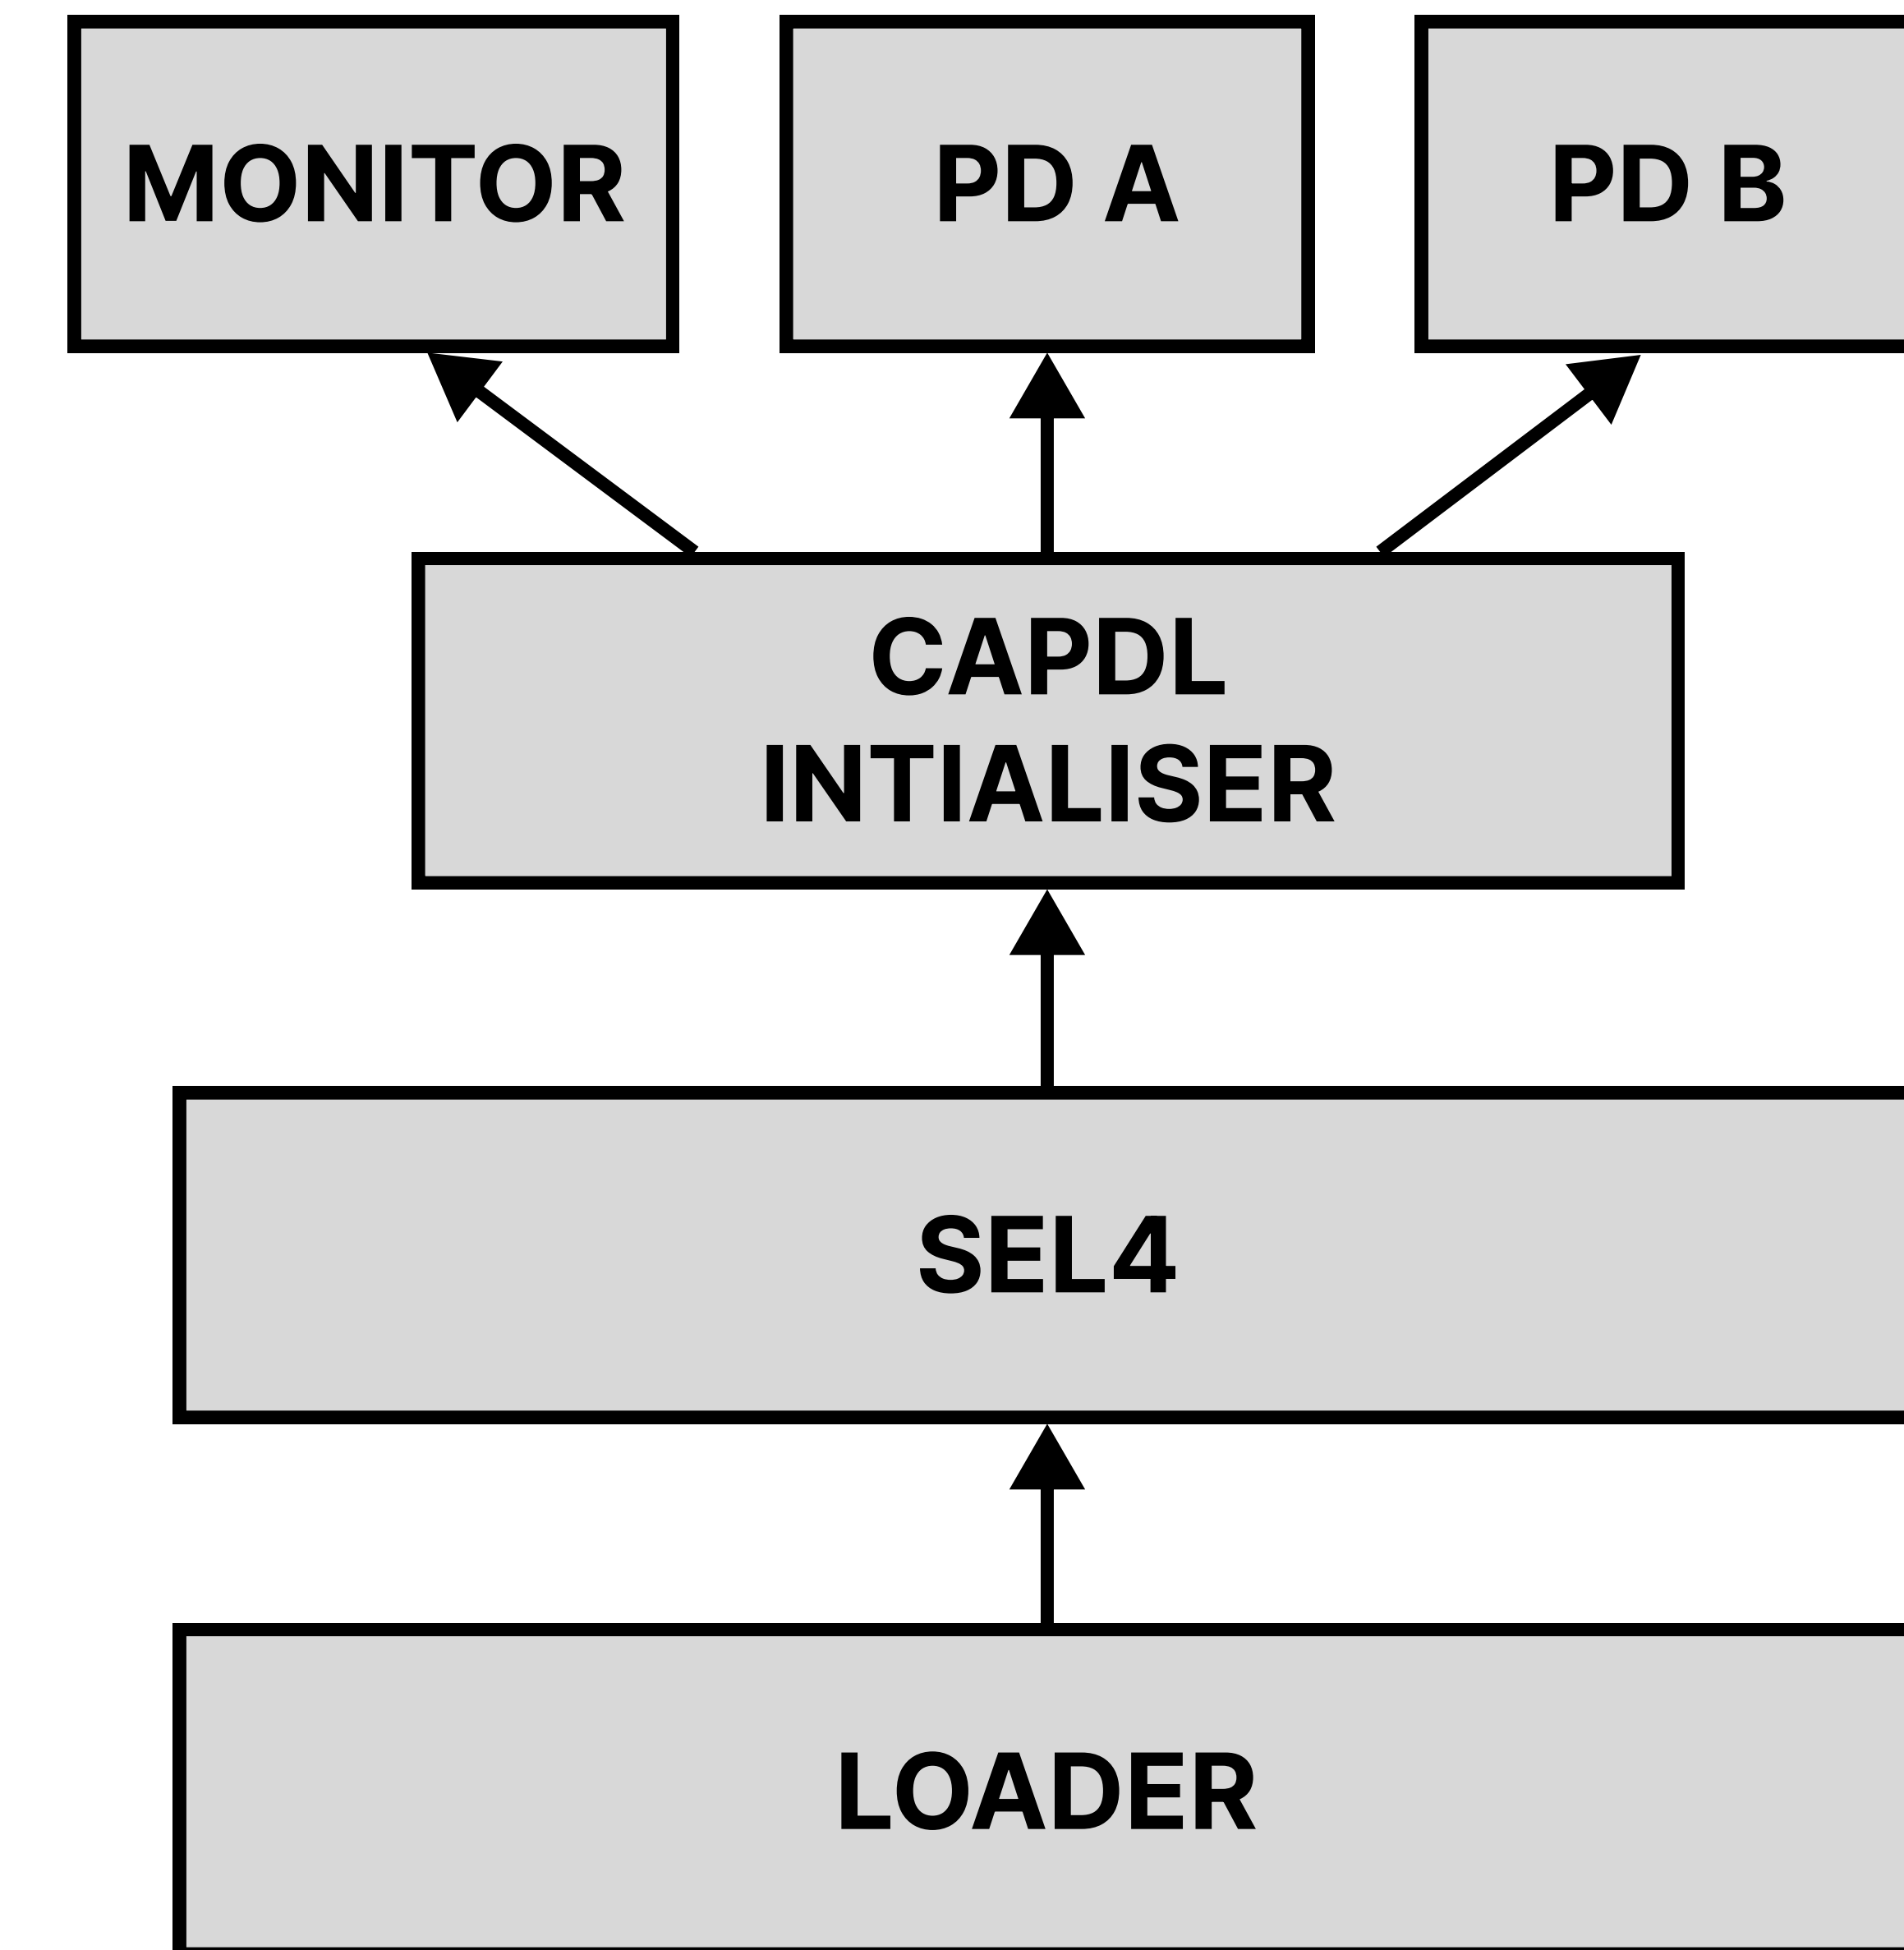 MONITOR
PD A
PD B
CAPDL
INTIALISER
SEL4
LOADER